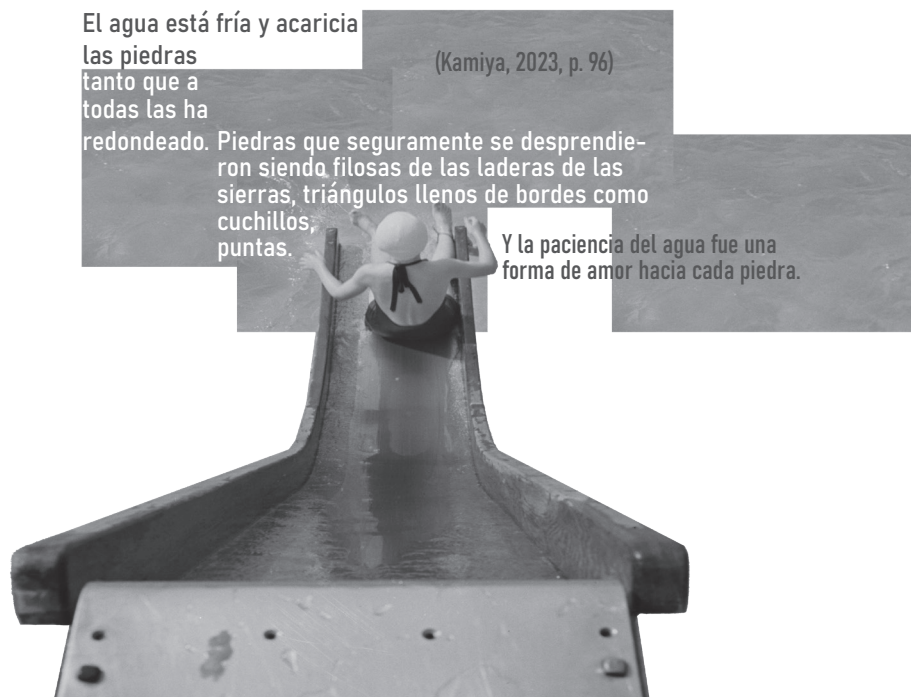 El agua está fría y acaricia
las piedras
tanto que a
todas las ha
redondeado. Piedras que seguramente se desprendie-
ron siendo filosas de las laderas de las
sierras, triángulos llenos de bordes como
cuchillos,
puntas.
Y la paciencia del agua fue una
forma de amor hacia cada piedra.
(Kamiya, 2023, p. 96)